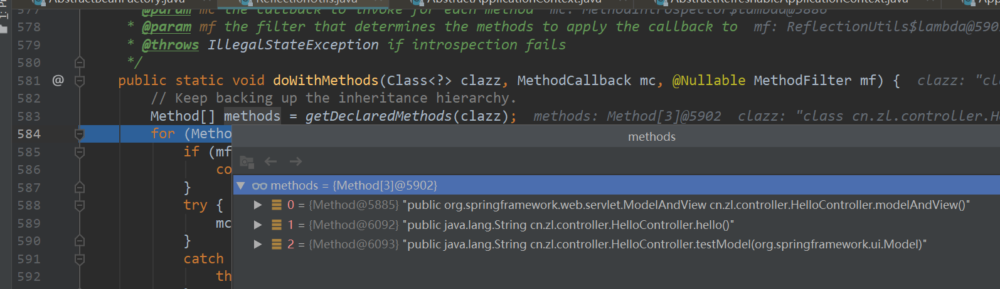 AbstractBeanFactory.java ReflectionUtils.java AbstractApplicationContext.java AbstractRefreshableApplicationContext.java App
577 * @param mc the callback to invoke for each method mc: MethodIntrospector$lambda@5886
578 * @param mf the filter that determines the methods to apply the callback to mf: ReflectionUtils$lambda@590
579 * @throws IllegalStateException if introspection fails
580 */
581 @ public static void doWithMethods(Class<?> clazz, MethodCallback mc, @Nullable MethodFilter mf) { clazz: "cla
582 // Keep backing up the inheritance hierarchy.
583 Method[] methods = getDeclaredMethods(clazz); methods: Method[3]@5902 clazz: "class cn.zl.controller.He
584 for (Metho
methods
585 if (mf
586 co
methods = {Method[3]@5902}
587 }
588 try {
0 = {Method@5885} "public org.springframework.web.servlet.ModelAndView cn.zl.controller.HelloController.modelAndView()"
589 mc
1 = {Method@6092} "public java.lang.String cn.zl.controller.HelloController.hello()"
590 }
2 = {Method@6093} "public java.lang.String cn.zl.controller.HelloController.testModel(org.springframework.ui.Model)"
591 catch
592 th